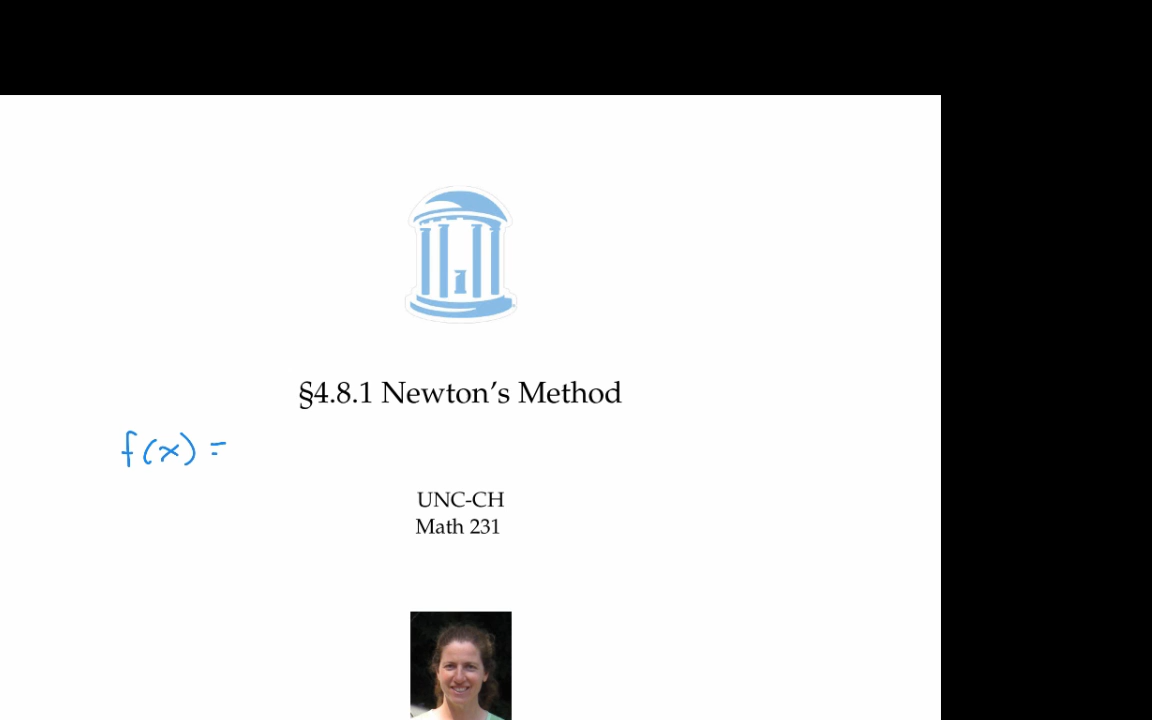 §4.8.1 Newton's Method
f(x) =
UNC-CH
Math 231